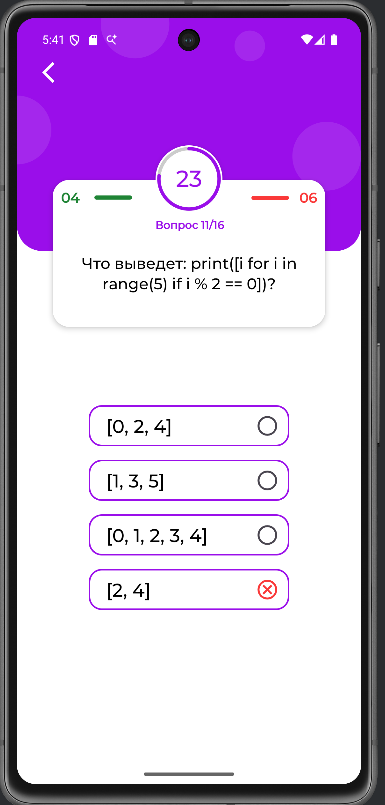 5:41
04
23
06
Вопрос 11/16
Что выведет: print([i for i in
range(5) if i % 2 == 0])?
[0, 2, 4]
[1, 3, 5]
[0, 1, 2, 3, 4]
[2, 4]